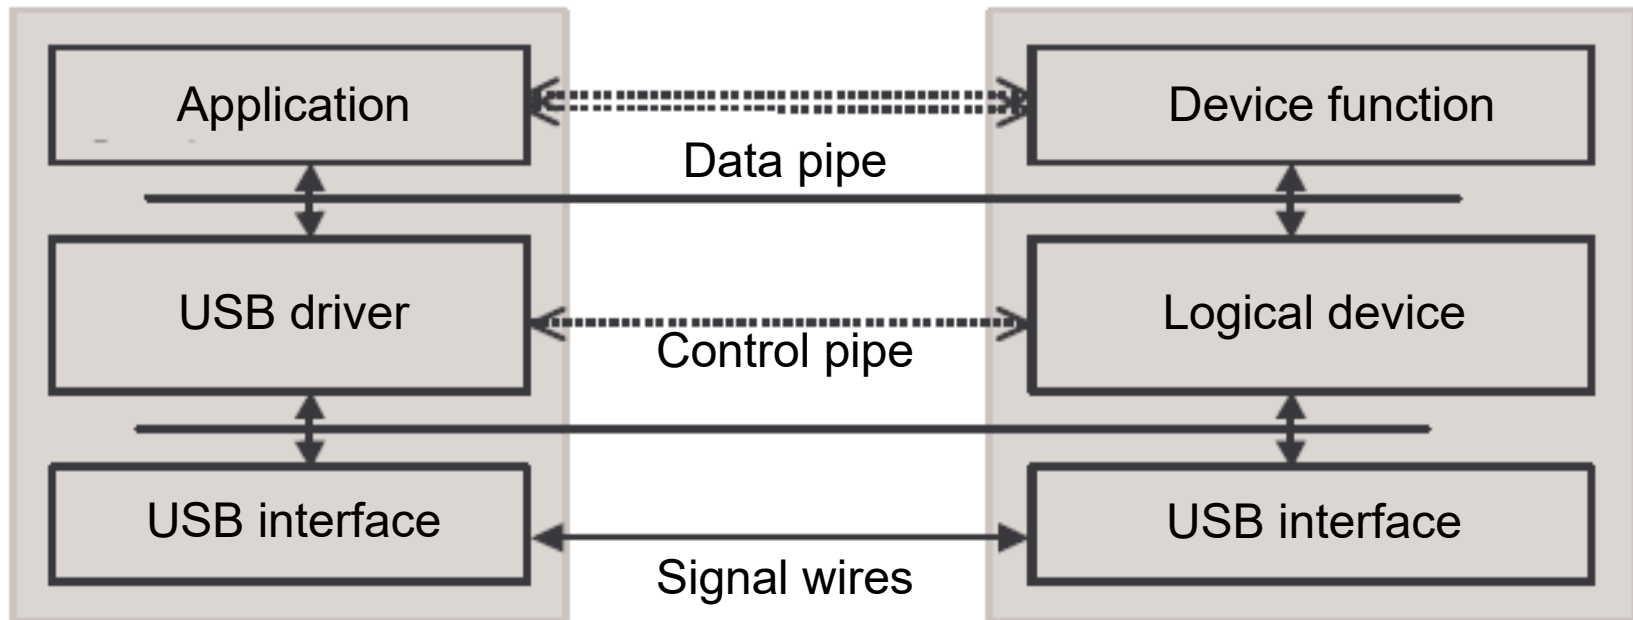 Application
Device function
Data pipe
USB driver
Logical device
Control pipe
USB interface
USB interface
Signal wires